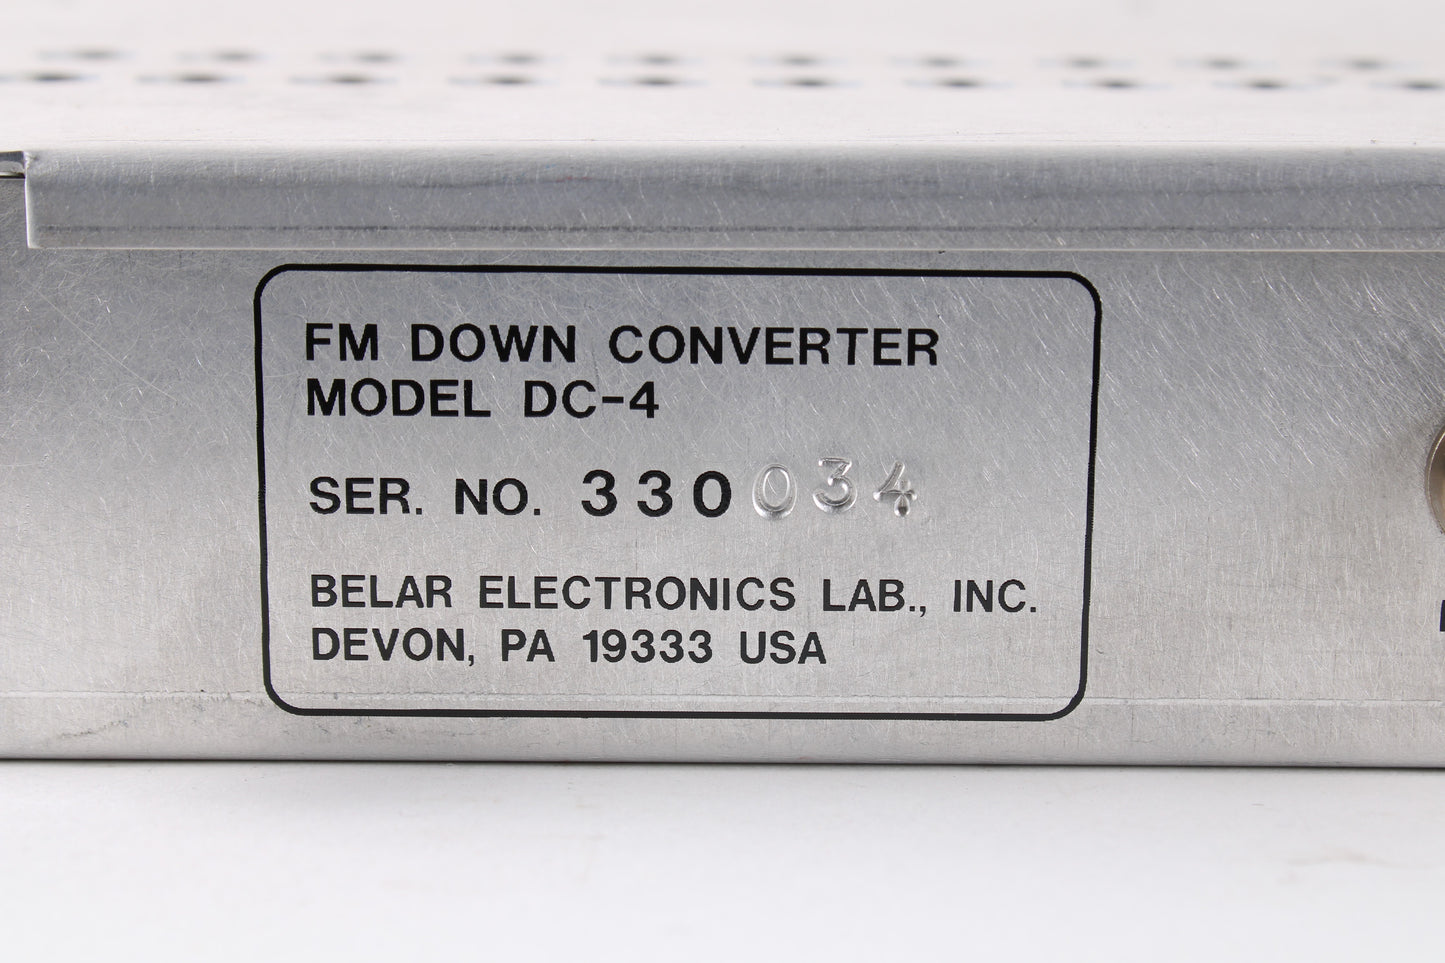 FM DOWN CONVERTER
MODEL DC-4
SER. NO. 330034
BELAR ELECTRONICS LAB., INC.
DEVON, PA 19333 USA